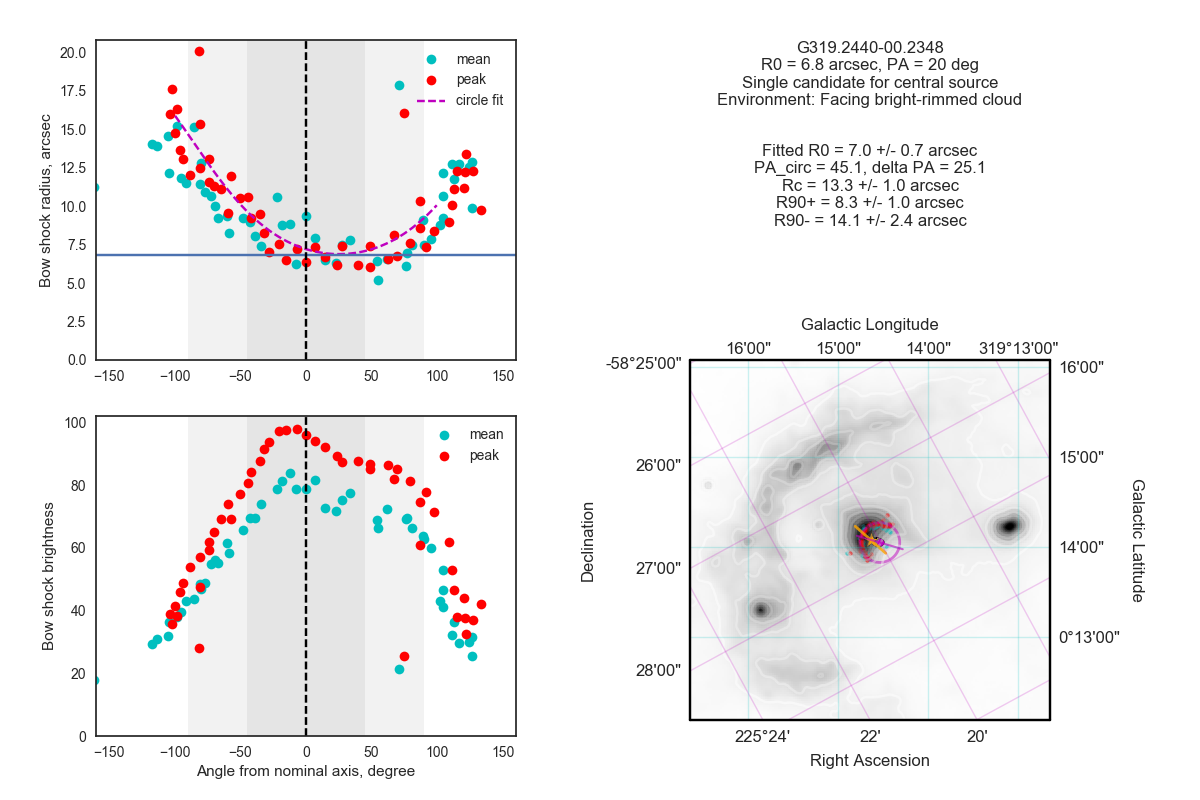 20.0
17.5
15.0
12.5
10.0
7.5
5.0
2.5
0.0
Bow shock radius, arcsec
mean
peak
circle fit
−150
−100
−50
0
50
100
150
100
80
60
40
20
0
Bow shock brightness
mean
peak
−150
−100
−50
0
50
100
150
Angle from nominal axis, degree
G319.2440-00.2348
R0 = 6.8 arcsec, PA = 20 deg
Single candidate for central source
Environment: Facing bright-rimmed cloud
Fitted R0 = 7.0 +/- 0.7 arcsec
PA_circ = 45.1, delta PA = 25.1
Rc = 13.3 +/- 1.0 arcsec
R90+ = 8.3 +/- 1.0 arcsec
R90- = 14.1 +/- 2.4 arcsec
Galactic Longitude
16'00"
15'00"
14'00"
319°13'00"
-58°25'00"
26'00"
27'00"
28'00"
Declination
16'00"
15'00"
14'00"
0°13'00"
Galactic Latitude
225°24'
22'
20'
Right Ascension